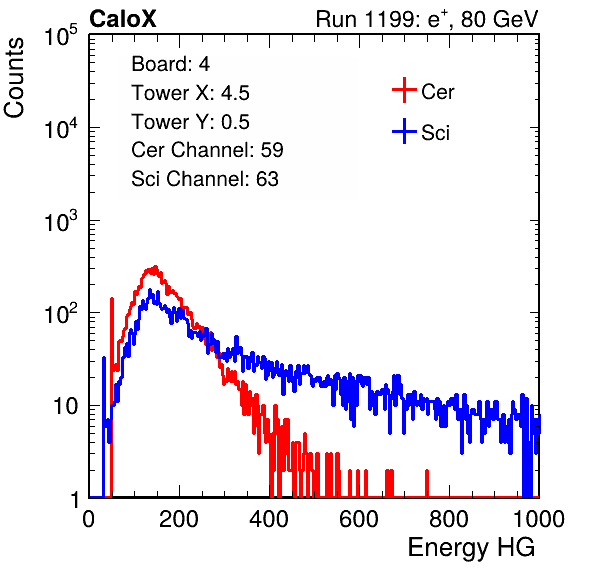 CaloX Run 1199: e⁺, 80 GeV
Counts
10⁵
10⁴
10³
10²
10
1
Board: 4
Tower X: 4.5
Tower Y: 0.5
Cer Channel: 59
Sci Channel: 63
Cer
Sci
0 200 400 600 800 1000
Energy HG